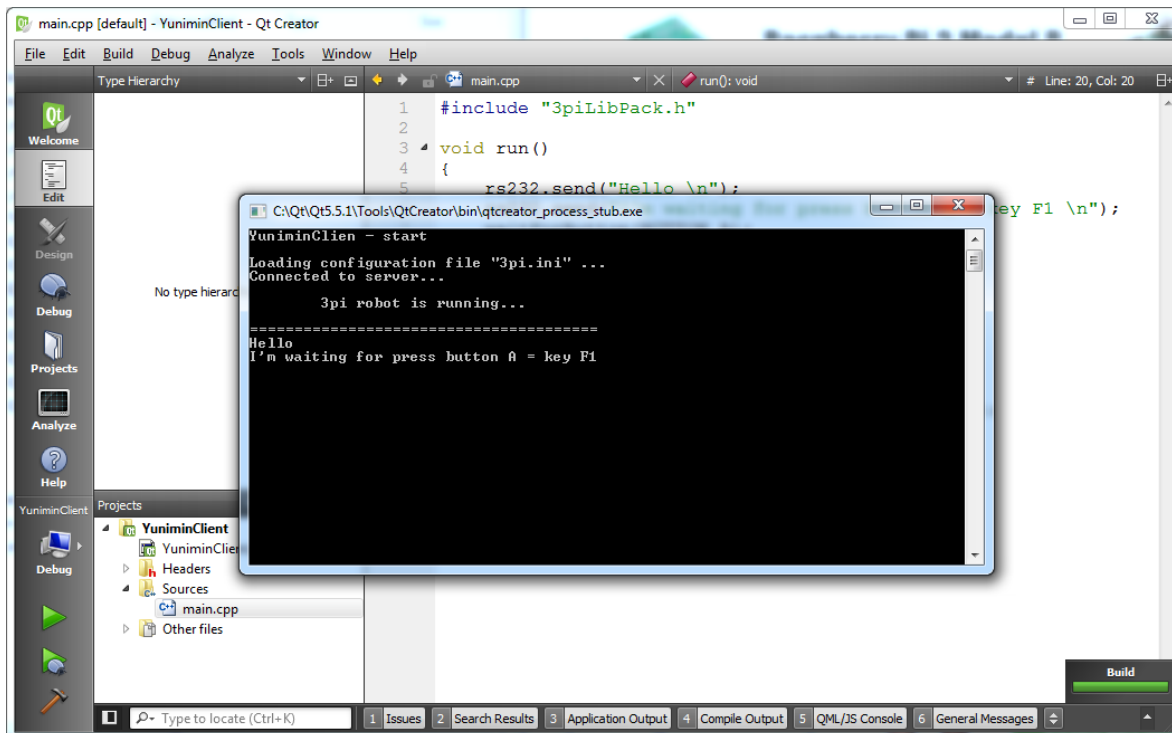 main.cpp [default] - YuniminClient - Qt Creator
File Edit Build Debug Analyze Tools Window Help
Type Hierarchy
main.cpp
run(): void
# Line: 20, Col: 20
Welcome
Edit
Design
Debug
Projects
Analyze
Help
YuniminClient
Debug
No type hierarc
1 #include "3piLibPack.h"
2
3 void run()
4 {
5 rs232.send("Hello \n");
waiting for press
ey F1 \n");
C:\Qt\Qt5.5.1\Tools\QtCreator\bin\qtcreator_process_stub.exe
YuniminClien - start
Loading configuration file "3pi.ini" ...
Connected to server...
3pi robot is running...
=======================================
Hello
I'm waiting for press button A = key F1
Projects
YuniminClient
YuniminClie
Headers
Sources
main.cpp
Other files
Build
Type to locate (Ctrl+K)
1 Issues 2 Search Results 3 Application Output 4 Compile Output 5 QML/JS Console 6 General Messages